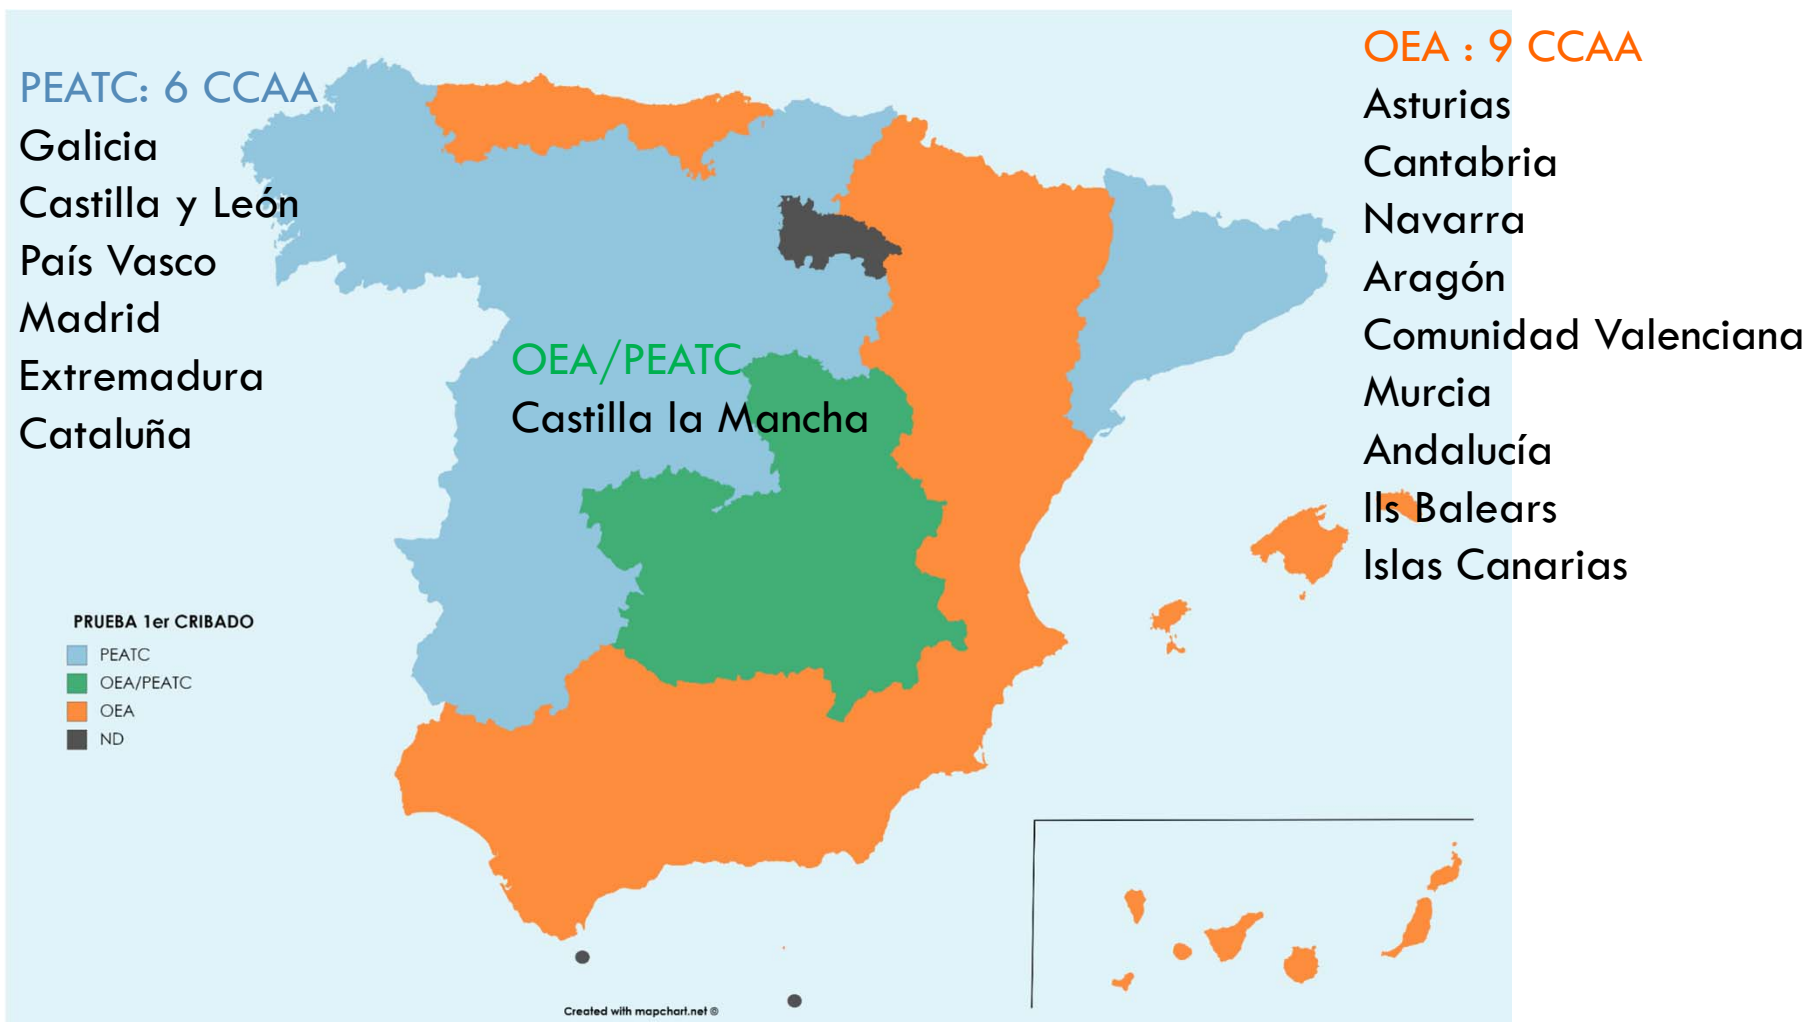 PEATC: 6 CCAA
Galicia
Castilla y León
País Vasco
Madrid
Extremadura
Cataluña
OEA/PEATC
Castilla la Mancha
OEA : 9 CCAA
Asturias
Cantabria
Navarra
Aragón
Comunidad Valenciana
Murcia
Andalucía
Ils Balears
Islas Canarias
PRUEBA 1er CRIBADO
PEATC
OEA/PEATC
OEA
ND
Created with mapchart.net ©